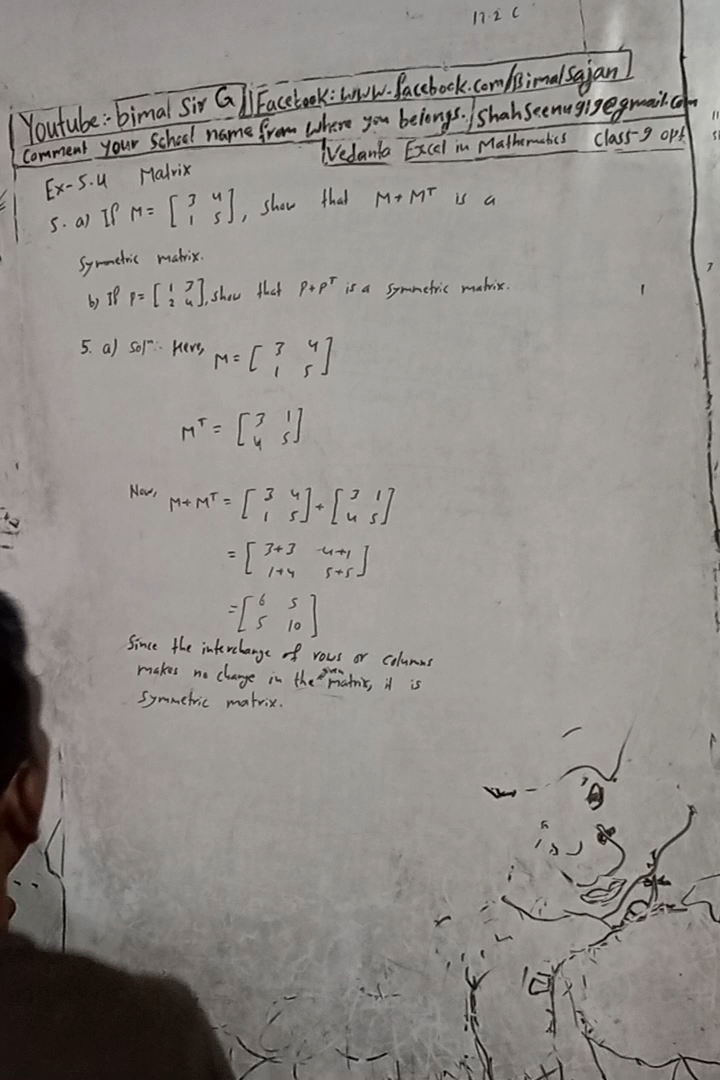 17.2 C
Youtube:- bimal Sir G || Facebook: www.facebook.com/Bimalsajan
Comment your School name from where you belongs. / shahseenu919@gmail.com
Vedanta Excel in Mathematics Class-9 opt
Ex-5.4 Matrix
5. a) If M = [3 4
1 5], show that M+M^T is a
Symmetric matrix.
b) If P = [1 3
2 4], show that P+P^T is a symmetric matrix.
5. a) Solⁿ:- Here, M = [3 4
1 5]
M^T = [3 1
4 5]
Now, M+M^T = [3 4
1 5] + [3 1
4 5]
= [3+3 4+1
1+4 5+5]
= [6 5
5 10]
Since the interchange of rows or columns
makes no change in the given matrix, it is
Symmetric matrix.